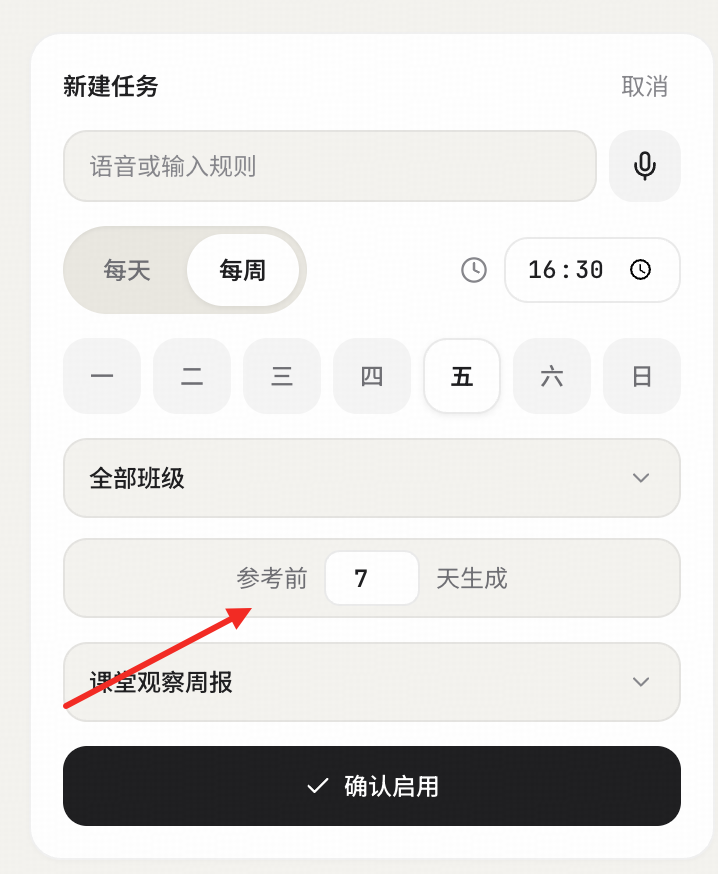 新建任务 取消
语音或输入规则
每天 每周 16:30
一 二 三 四 五 六 日
全部班级
参考前 7 天生成
课堂观察周报
确认启用